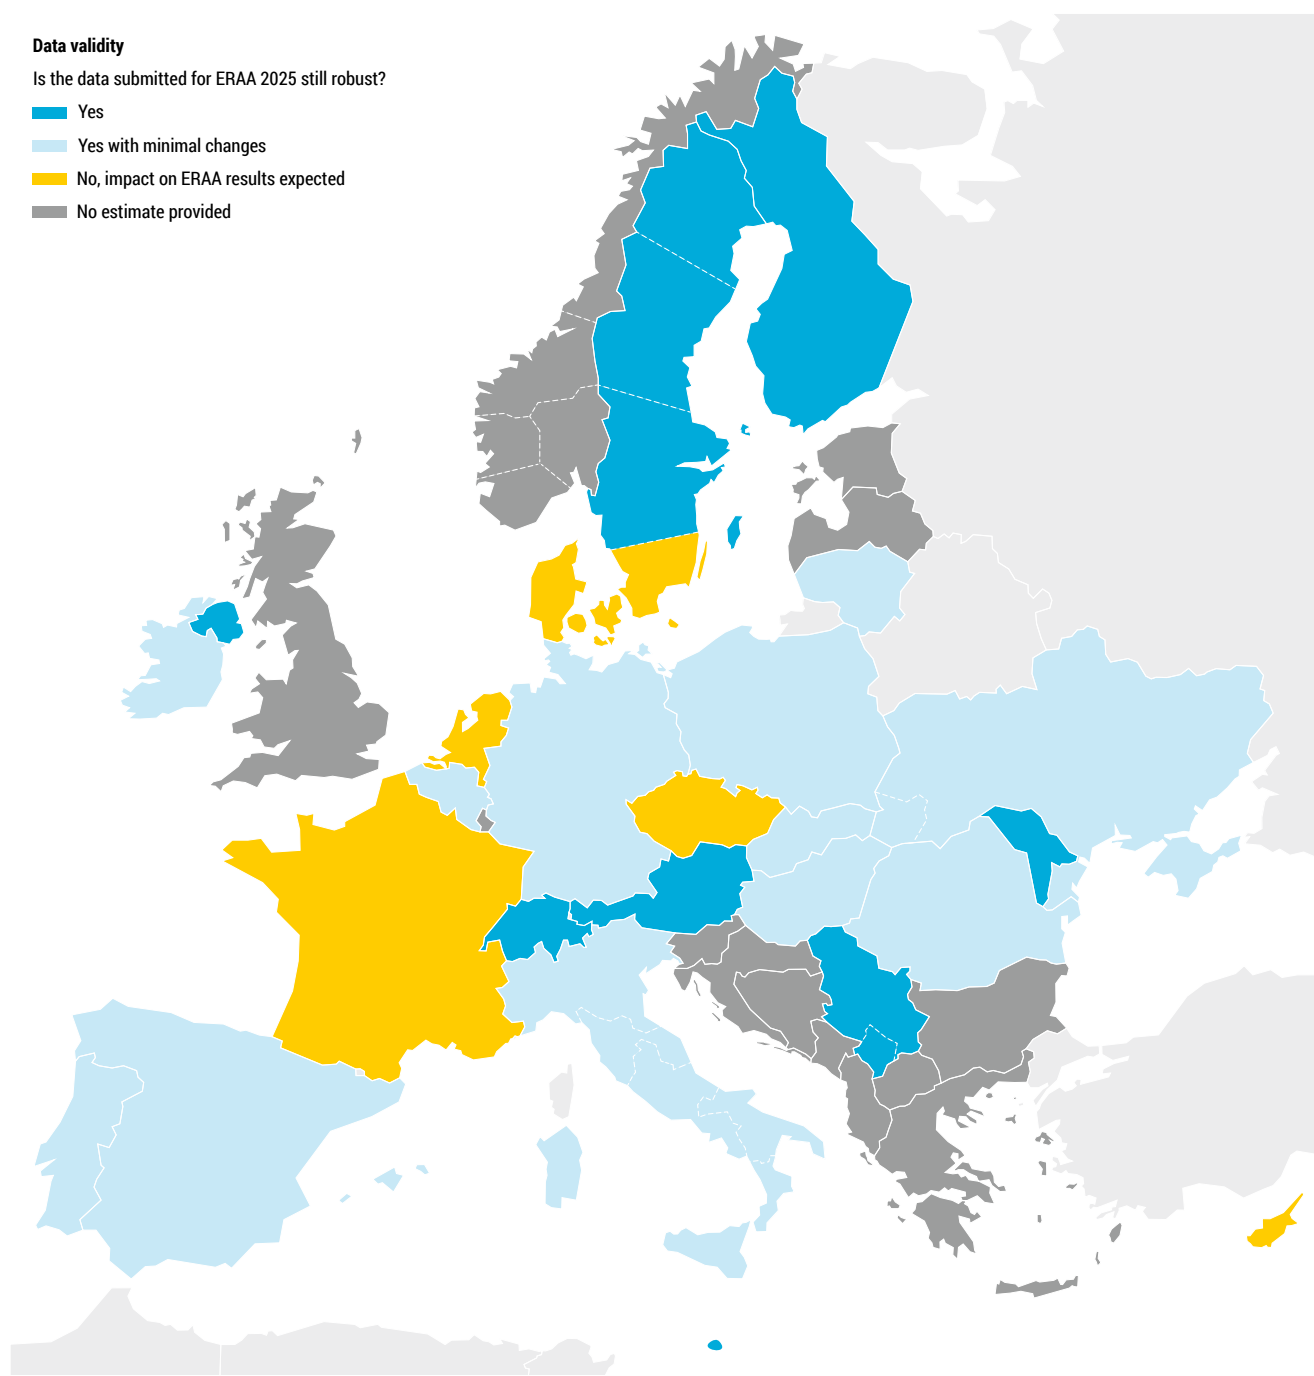 Data validity
Is the data submitted for ERAA 2025 still robust?
Yes
Yes with minimal changes
No, impact on ERAA results expected
No estimate provided